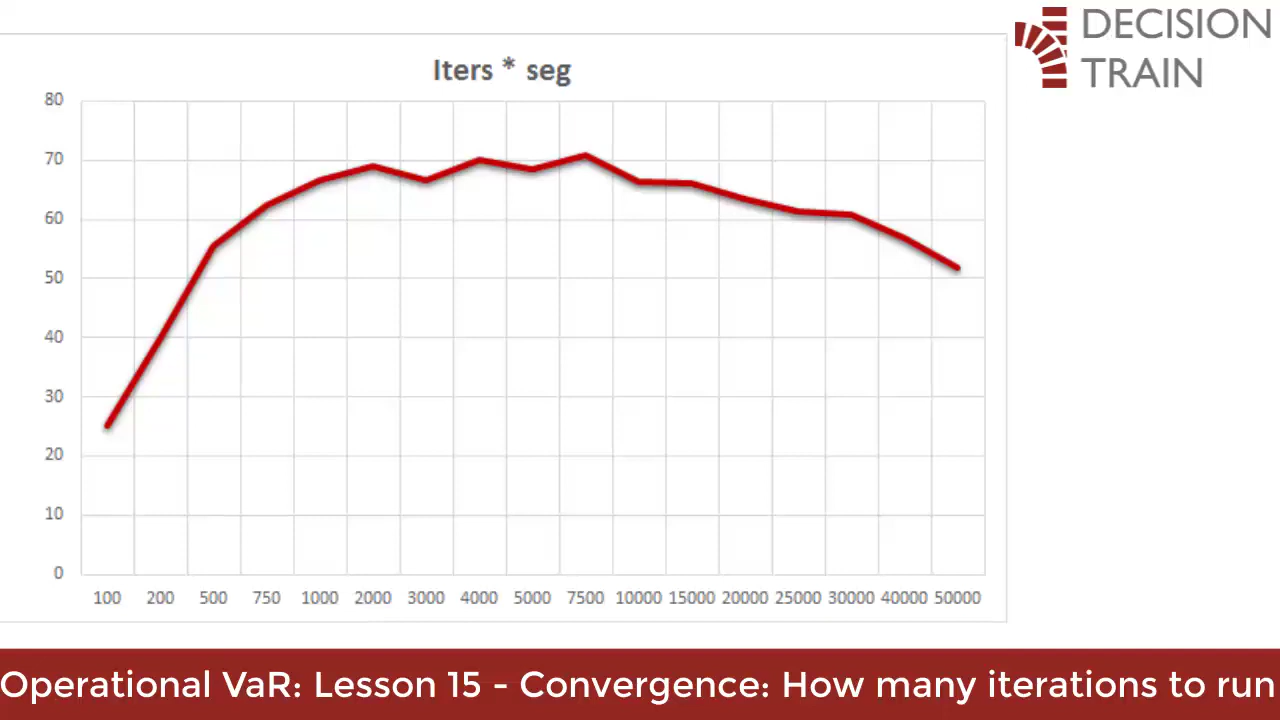 DECISION
TRAIN
Iters * seg
80
70
60
50
40
30
20
10
0
100 200 500 750 1000 2000 3000 4000 5000 7500 10000 15000 20000 25000 30000 40000 50000
Operational VaR: Lesson 15 - Convergence: How many iterations to run